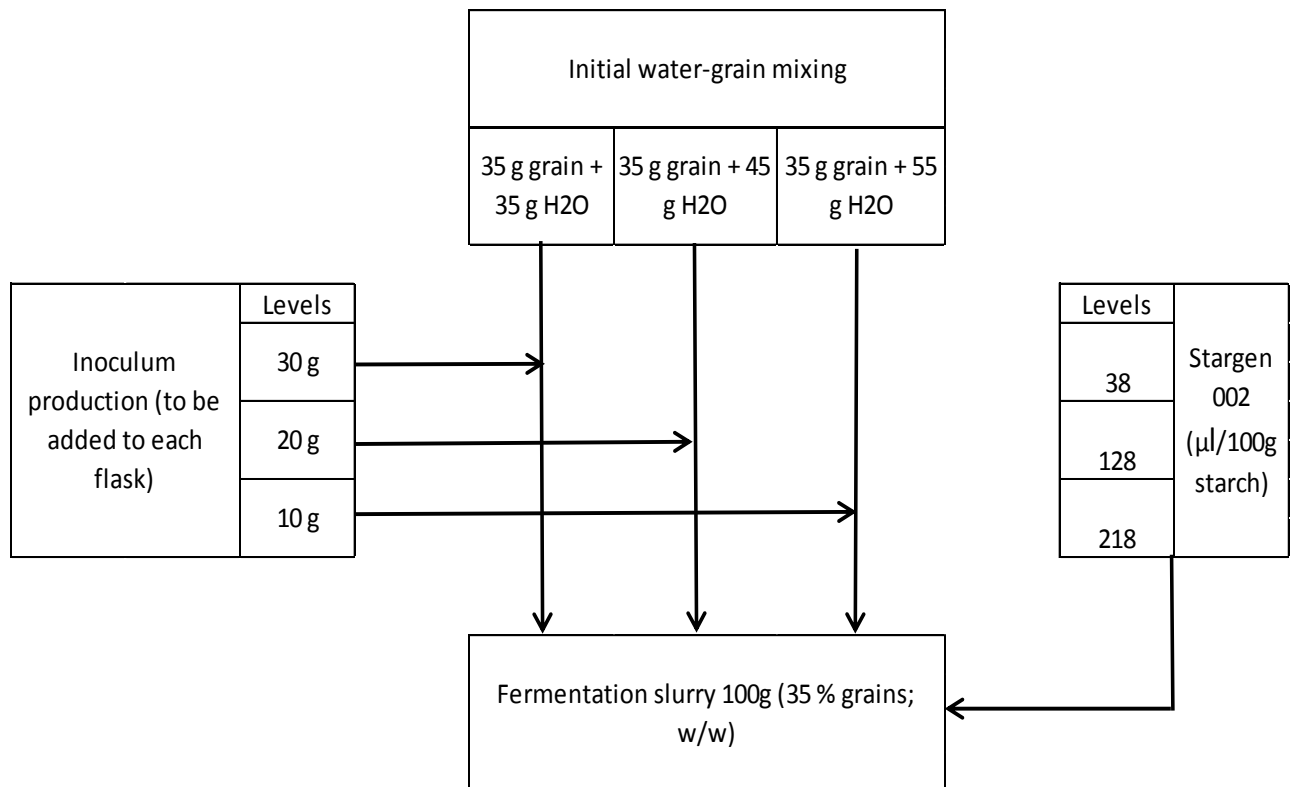 Initial water-grain mixing
35 g grain +
35 g H2O
35 g grain + 45
g H2O
35 g grain + 55
g H2O
Inoculum
production (to be
added to each
flask)
Levels
30 g
20 g
10 g
Levels
38
128
218
Stargen
002
(µl/100g
starch)
Fermentation slurry 100g (35 % grains;
w/w)